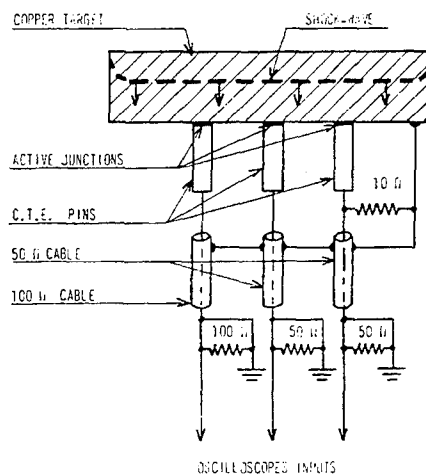 COPPER TARGET
SHOCK-WAVE
ACTIVE JUNCTIONS
10 Ω
C.T.E. PINS
50 Ω CABLE
100 Ω CABLE
100 Ω
50 Ω
50 Ω
OSCILLOSCOPES INPUTS